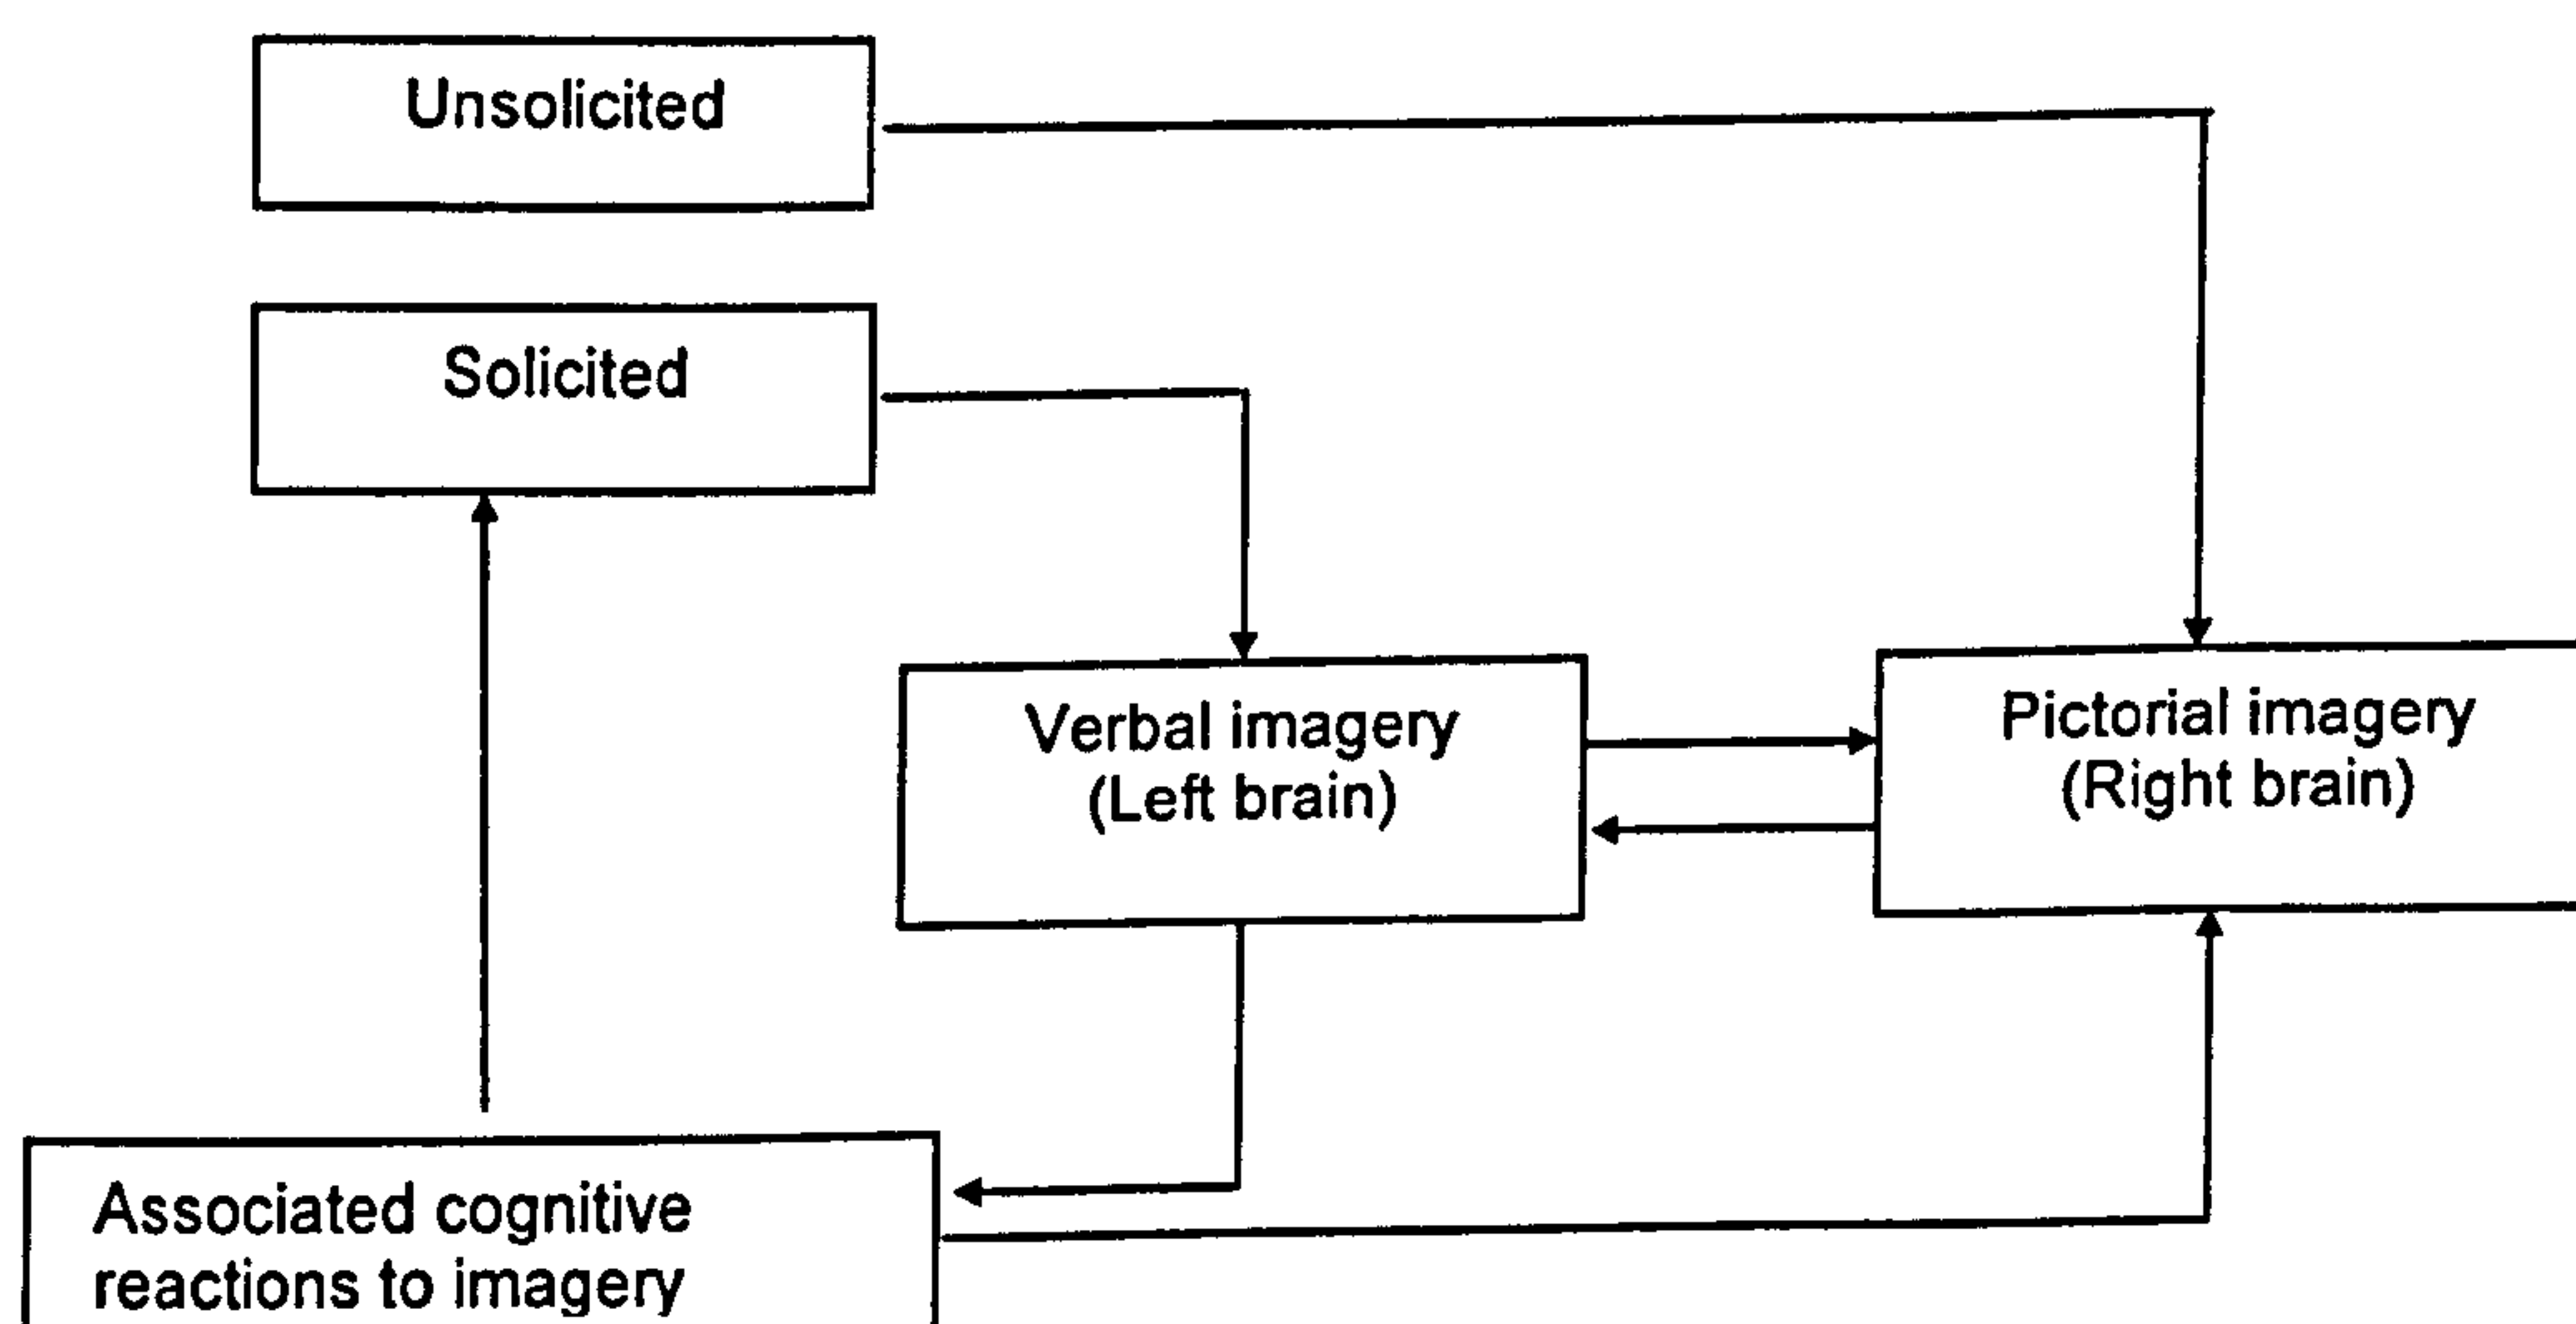 Unsolicited
Solicited
Verbal imagery
(Left brain)
Pictorial imagery
(Right brain)
Associated cognitive
reactions to imagery